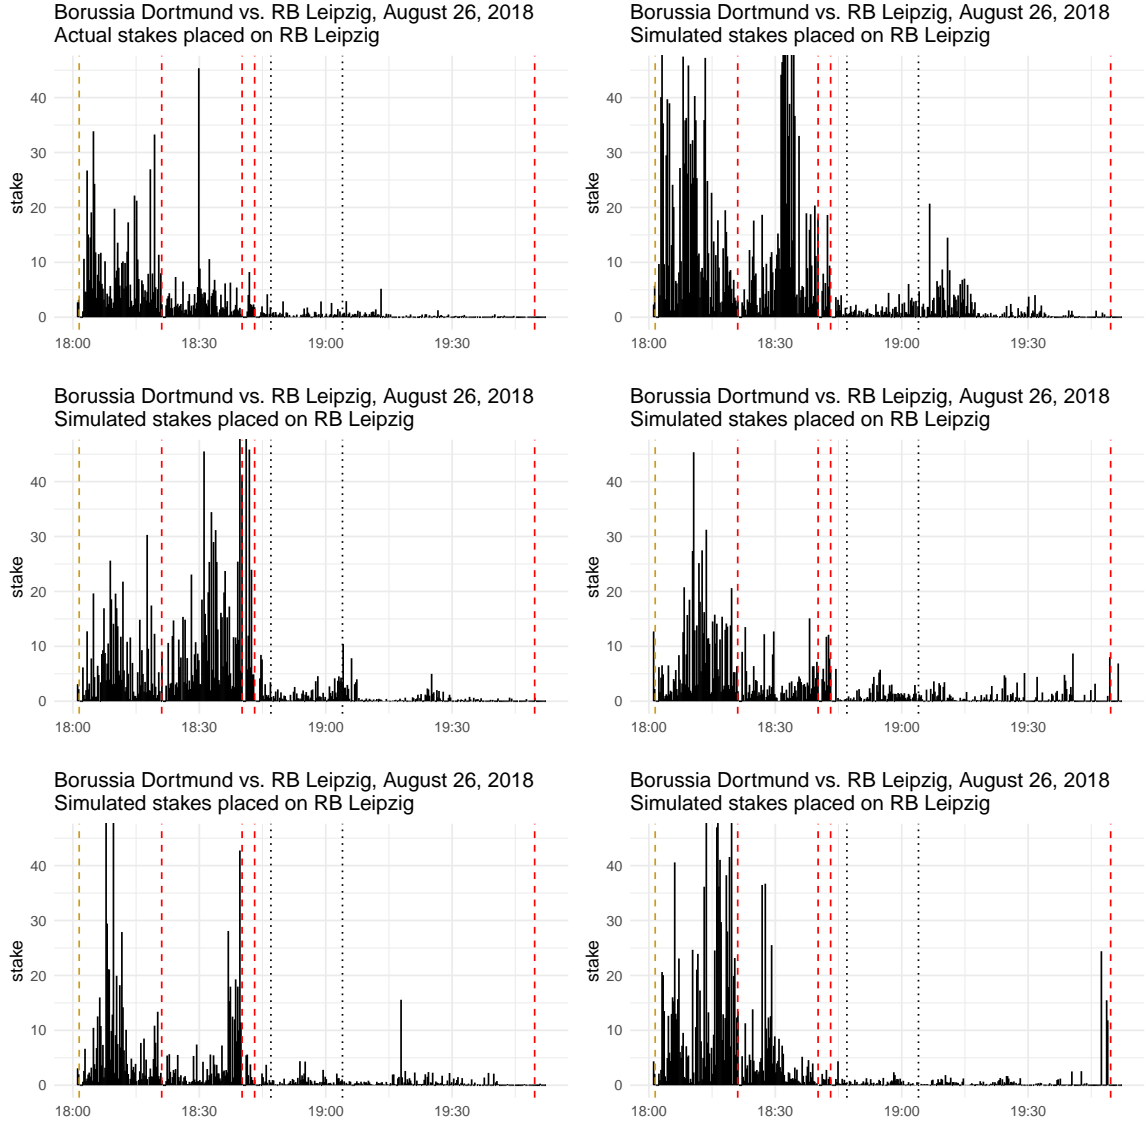 Borussia Dortmund vs. RB Leipzig, August 26, 2018
Actual stakes placed on RB Leipzig
stake
40
30
20
10
0
18:00 18:30 19:00 19:30
Borussia Dortmund vs. RB Leipzig, August 26, 2018
Simulated stakes placed on RB Leipzig
stake
40
30
20
10
0
18:00 18:30 19:00 19:30
Borussia Dortmund vs. RB Leipzig, August 26, 2018
Simulated stakes placed on RB Leipzig
stake
40
30
20
10
0
18:00 18:30 19:00 19:30
Borussia Dortmund vs. RB Leipzig, August 26, 2018
Simulated stakes placed on RB Leipzig
stake
40
30
20
10
0
18:00 18:30 19:00 19:30
Borussia Dortmund vs. RB Leipzig, August 26, 2018
Simulated stakes placed on RB Leipzig
stake
40
30
20
10
0
18:00 18:30 19:00 19:30
Borussia Dortmund vs. RB Leipzig, August 26, 2018
Simulated stakes placed on RB Leipzig
stake
40
30
20
10
0
18:00 18:30 19:00 19:30